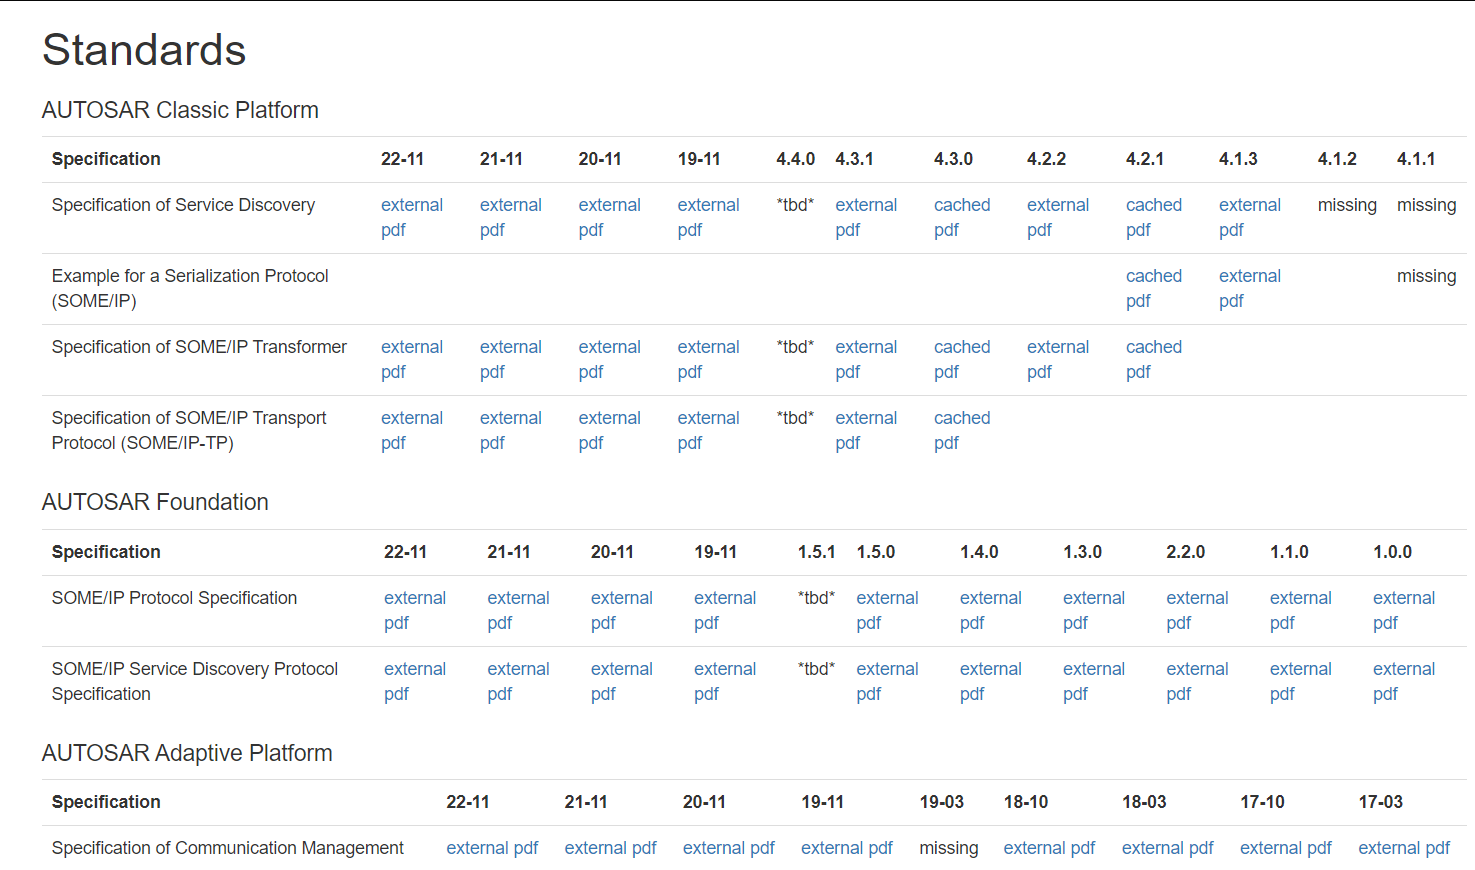 Standards
AUTOSAR Classic Platform
Specification 22-11 21-11 20-11 19-11 4.4.0 4.3.1 4.3.0 4.2.2 4.2.1 4.1.3 4.1.2 4.1.1
Specification of Service Discovery external external external external *tbd* external cached external cached external missing missing
pdf pdf pdf pdf pdf pdf pdf pdf pdf
Example for a Serialization Protocol cached external missing
(SOME/IP) pdf pdf
Specification of SOME/IP Transformer external external external external *tbd* external cached external cached
pdf pdf pdf pdf pdf pdf pdf pdf
Specification of SOME/IP Transport external external external external *tbd* external cached
Protocol (SOME/IP-TP) pdf pdf pdf pdf pdf pdf
AUTOSAR Foundation
Specification 22-11 21-11 20-11 19-11 1.5.1 1.5.0 1.4.0 1.3.0 2.2.0 1.1.0 1.0.0
SOME/IP Protocol Specification external external external external *tbd* external external external external external external
pdf pdf pdf pdf pdf pdf pdf pdf pdf pdf
SOME/IP Service Discovery Protocol external external external external *tbd* external external external external external external
Specification pdf pdf pdf pdf pdf pdf pdf pdf pdf pdf
AUTOSAR Adaptive Platform
Specification 22-11 21-11 20-11 19-11 19-03 18-10 18-03 17-10 17-03
Specification of Communication Management external pdf external pdf external pdf external pdf missing external pdf external pdf external pdf external pdf